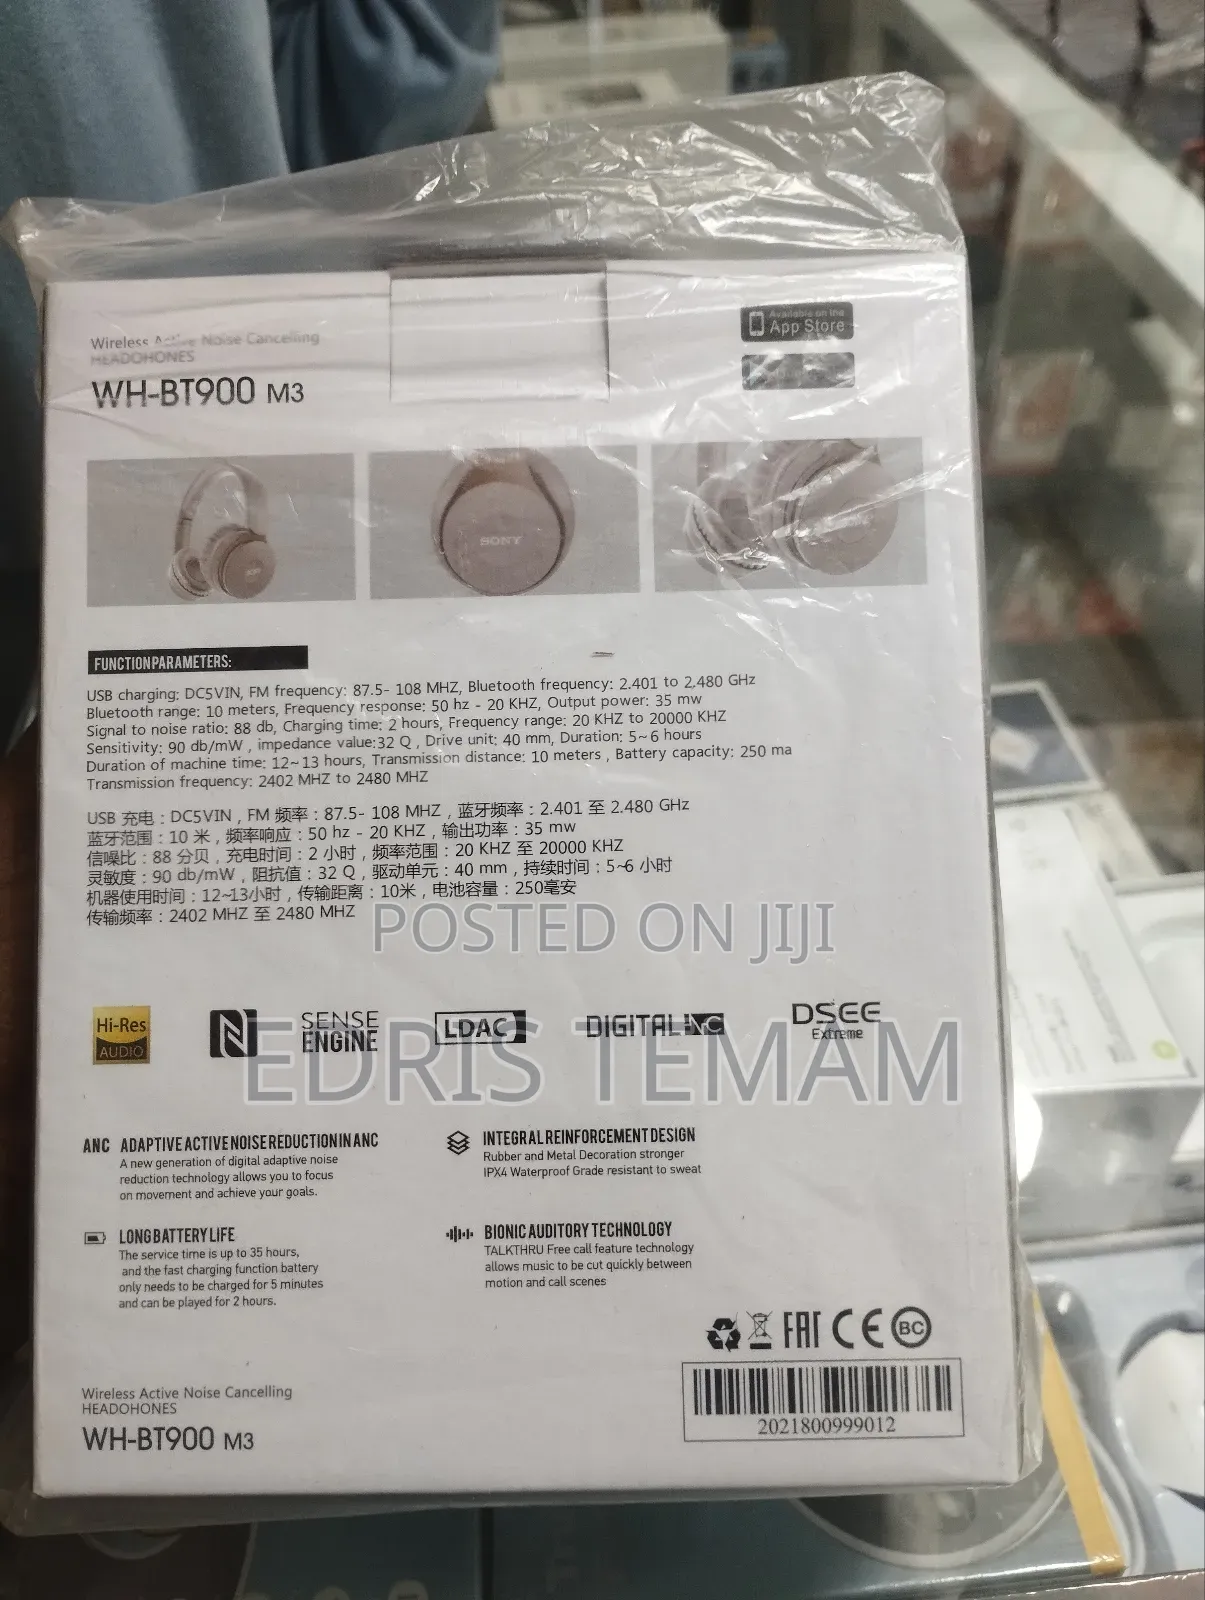 Wireless Active Noise Cancelling
HEADOHONES
WH-BT900 M3
Available on the
App Store
SONY
FUNCTION PARAMETERS:
USB charging: DC5VIN, FM frequency: 87.5- 108 MHZ, Bluetooth frequency: 2.401 to 2.480 GHz
Bluetooth range: 10 meters, Frequency response: 50 hz - 20 KHZ, Output power: 35 mw
Signal to noise ratio: 88 db, Charging time: 2 hours, Frequency range: 20 KHZ to 20000 KHZ
Sensitivity: 90 db/mW , impedance value:32 Q , Drive unit: 40 mm, Duration: 5~6 hours
Duration of machine time: 12~13 hours, Transmission distance: 10 meters , Battery capacity: 250 ma
Transmission frequency: 2402 MHZ to 2480 MHZ
USB 充电：DC5VIN，FM 频率：87.5- 108 MHZ，蓝牙频率：2.401 至 2.480 GHz
蓝牙范围：10 米，频率响应：50 hz - 20 KHZ，输出功率：35 mw
信噪比：88 分贝，充电时间：2 小时，频率范围：20 KHZ 至 20000 KHZ
灵敏度：90 db/mW，阻抗值：32 Q，驱动单元：40 mm，持续时间：5~6 小时
机器使用时间：12~13小时，传输距离：10米，电池容量：250毫安
传输频率：2402 MHZ 至 2480 MHZ
POSTED ON JIJI
Hi-Res
AUDIO
SENSE
ENGINE
LDAC
DIGITAL NC
DSEE
Extreme
EDRIS TEMAM
ANC ADAPTIVE ACTIVE NOISE REDUCTION IN ANC
A new generation of digital adaptive noise
reduction technology allows you to focus
on movement and achieve your goals.
INTEGRAL REINFORCEMENT DESIGN
Rubber and Metal Decoration stronger
IPX4 Waterproof Grade resistant to sweat
LONG BATTERY LIFE
The service time is up to 35 hours,
and the fast charging function battery
only needs to be charged for 5 minutes
and can be played for 2 hours.
BIONIC AUDITORY TECHNOLOGY
TALKTHRU Free call feature technology
allows music to be cut quickly between
motion and call scenes
EAC CE BC
Wireless Active Noise Cancelling
HEADOHONES
WH-BT900 M3
2021800999012